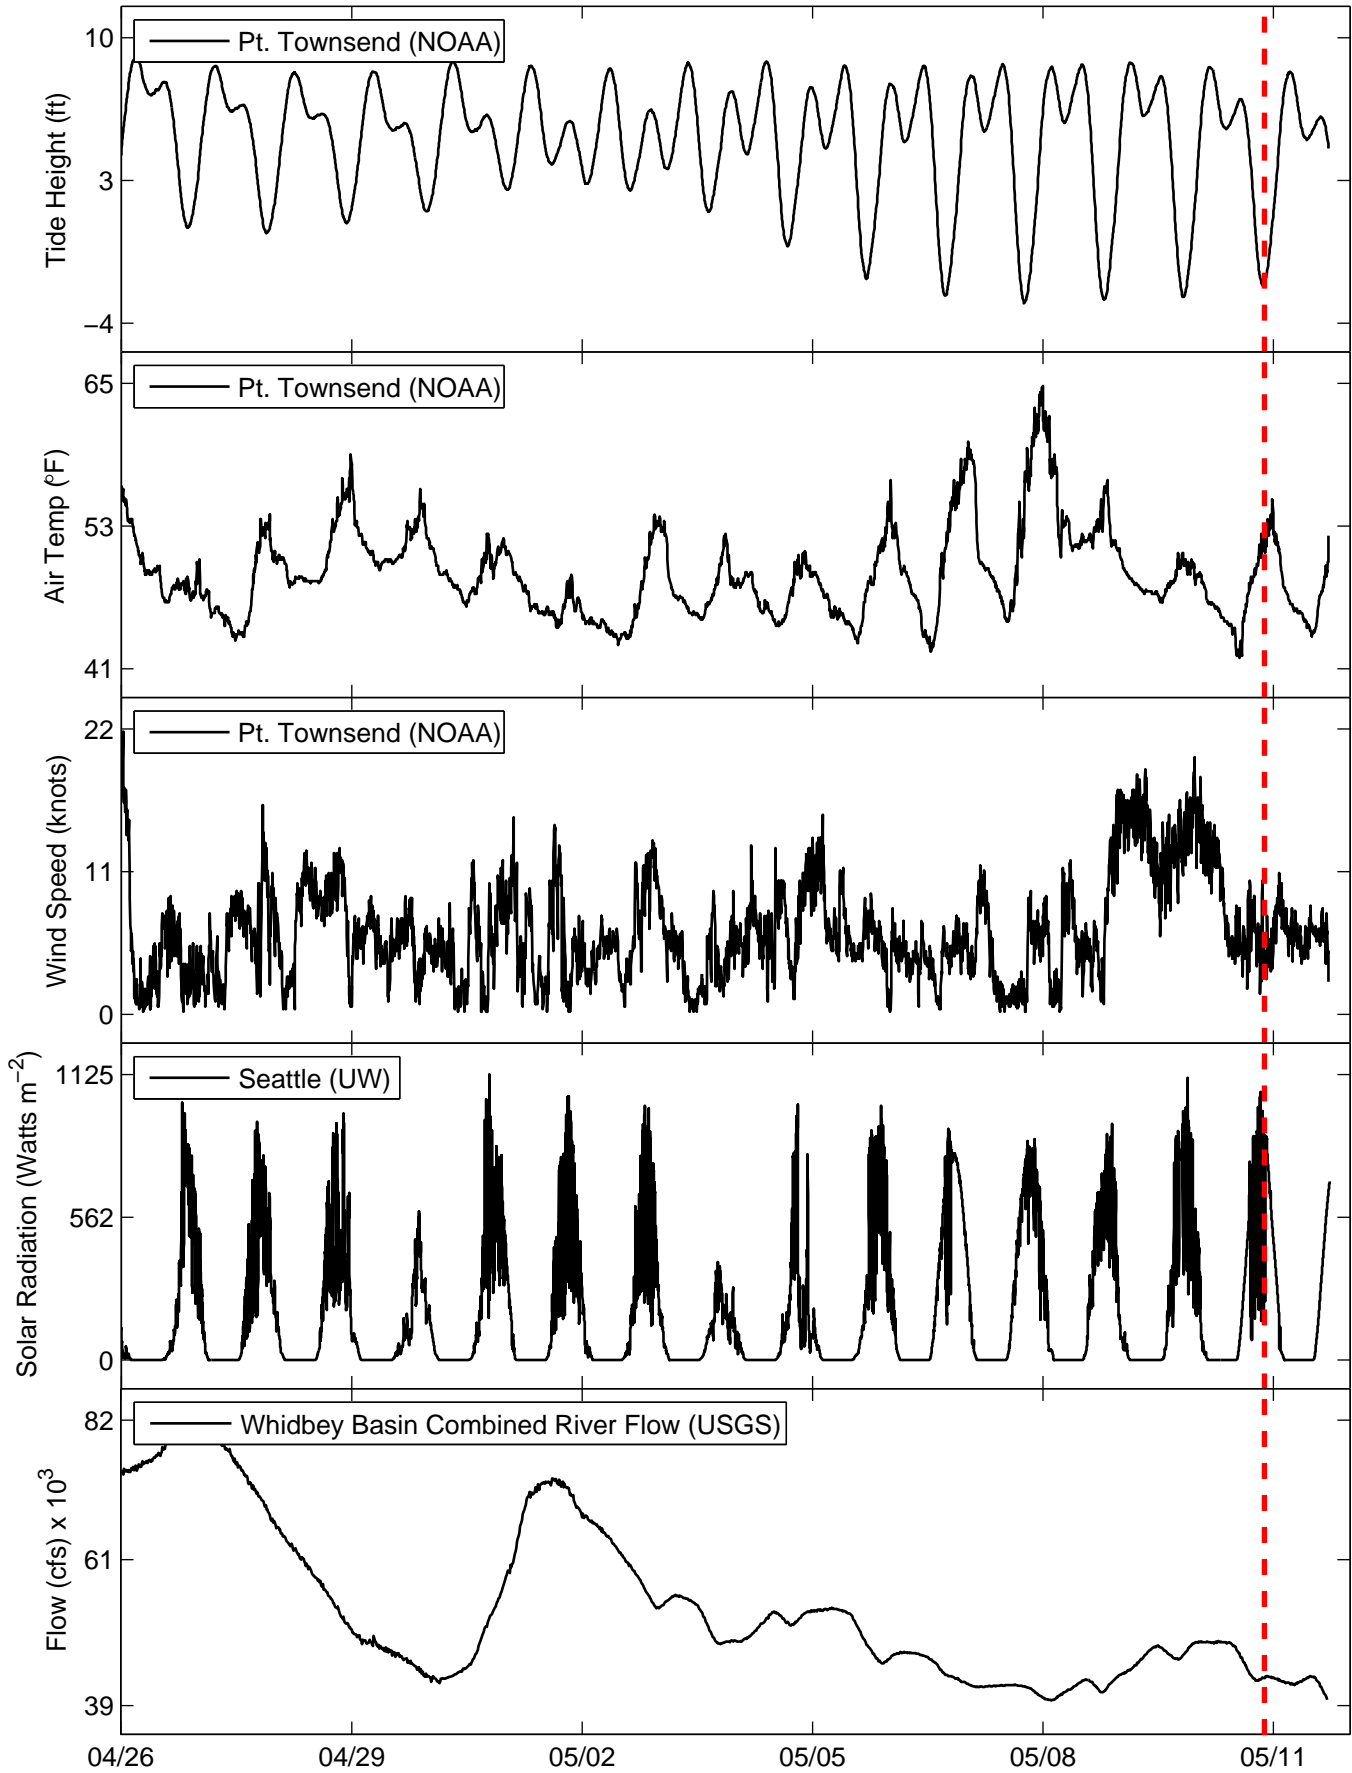 Pt. Townsend (NOAA)
10
3
−4
Tide Height (ft)
Pt. Townsend (NOAA)
65
53
41
Air Temp (°F)
Pt. Townsend (NOAA)
22
11
0
Wind Speed (knots)
Seattle (UW)
1125
562
0
Solar Radiation (Watts m⁻²)
Whidbey Basin Combined River Flow (USGS)
82
61
39
Flow (cfs) x 10³
04/26 04/29 05/02 05/05 05/08 05/11